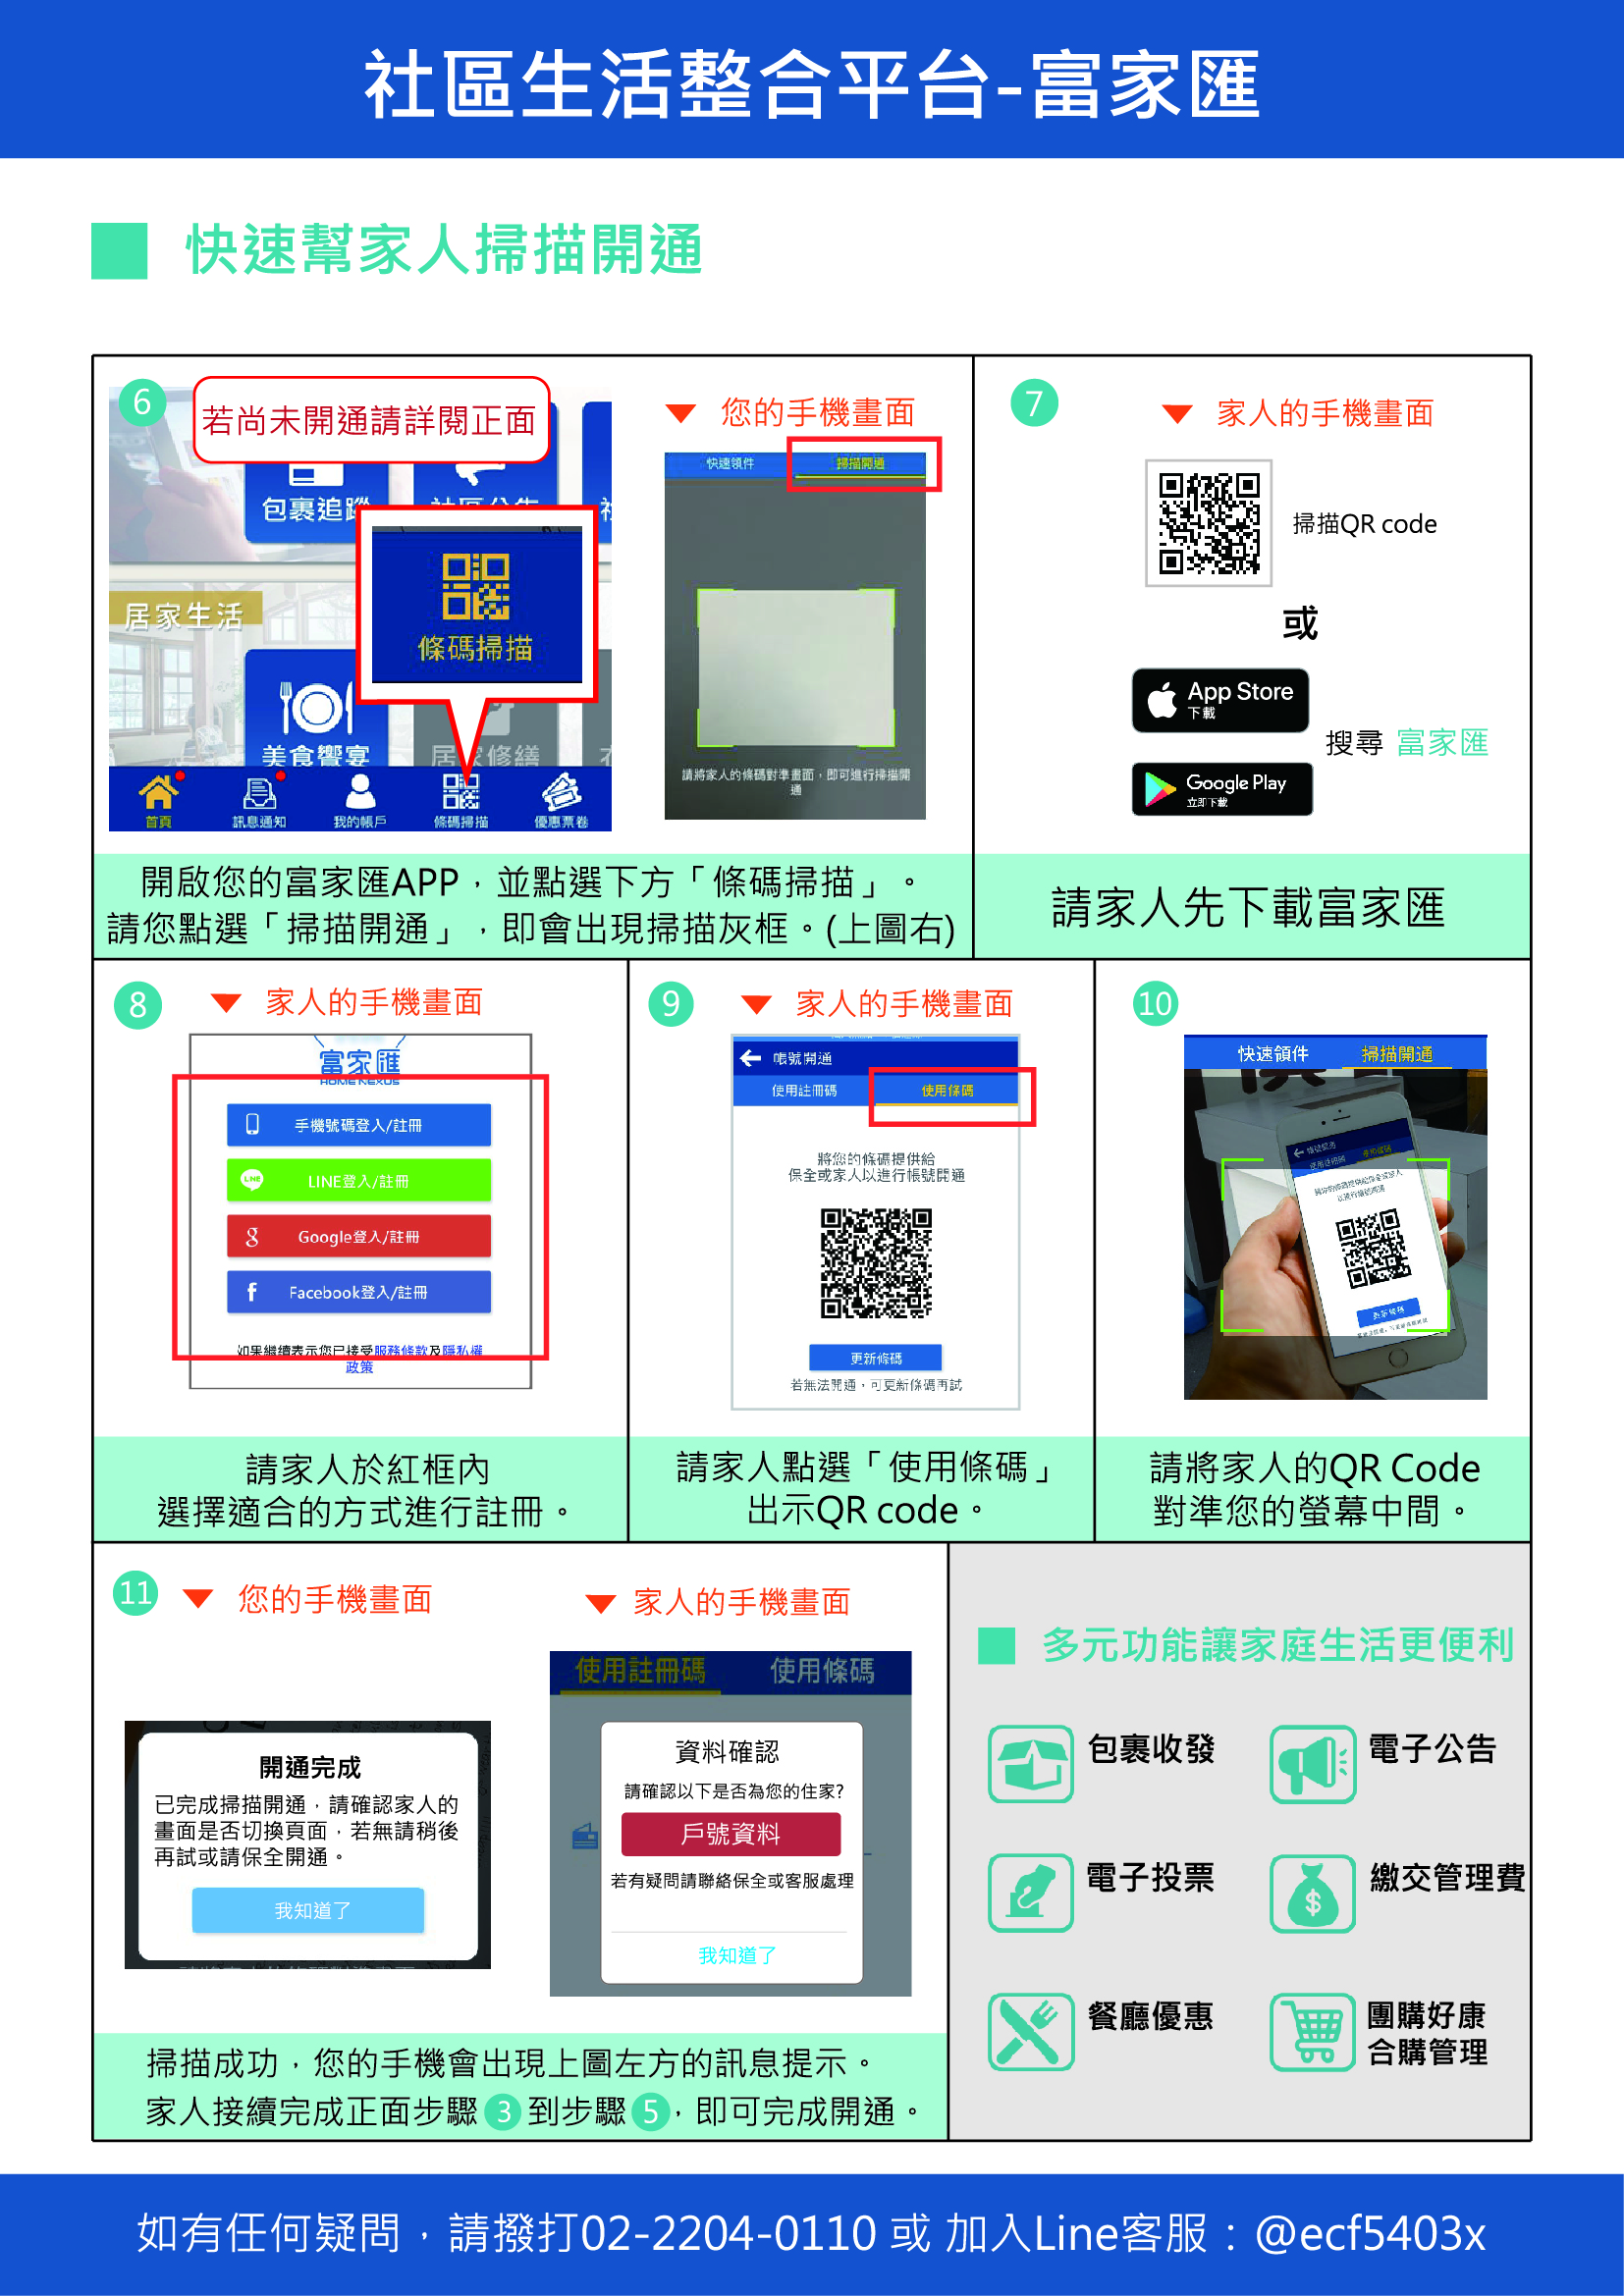 社區生活整合平台-富家匯
快速幫家人掃描開通
6
若尚未開通請詳閱正面
包裹追蹤
居家生活
條碼掃描
美食饗宴
居家修繕
首頁
訊息通知
我的帳戶
條碼掃描
優惠票卷
您的手機畫面
快速領件
掃描開通
請將家人的條碼對準畫面，即可進行掃描開
通
開啟您的富家匯APP，並點選下方「條碼掃描」。
請您點選「掃描開通」，即會出現掃描灰框。(上圖右)
7
家人的手機畫面
掃描QR code
或
App Store
下載
Google Play
立即下載
搜尋 富家匯
請家人先下載富家匯
8
家人的手機畫面
富家匯
HOME NEXUS
手機號碼登入/註冊
LINE登入/註冊
Google登入/註冊
Facebook登入/註冊
如果繼續表示您已接受服務條款及隱私權
政策
請家人於紅框內
選擇適合的方式進行註冊。
9
家人的手機畫面
帳號開通
使用註冊碼
使用條碼
將您的條碼提供給
保全或家人以進行帳號開通
更新條碼
若無法開通，可更新條碼再試
請家人點選「使用條碼」
出示QR code。
10
快速領件
掃描開通
帳號開通
使用註冊碼
使用條碼
更新條碼
請將家人的QR Code
對準您的螢幕中間。
11
您的手機畫面
開通完成
已完成掃描開通，請確認家人的
畫面是否切換頁面，若無請稍後
再試或請保全開通。
我知道了
家人的手機畫面
使用註冊碼
使用條碼
資料確認
請確認以下是否為您的住家?
戶號資料
若有疑問請聯絡保全或客服處理
我知道了
掃描成功，您的手機會出現上圖左方的訊息提示。
家人接續完成正面步驟3到步驟5，即可完成開通。
多元功能讓家庭生活更便利
包裹收發
電子公告
電子投票
繳交管理費
餐廳優惠
團購好康
合購管理
如有任何疑問，請撥打02-2204-0110 或 加入Line客服：@ecf5403x